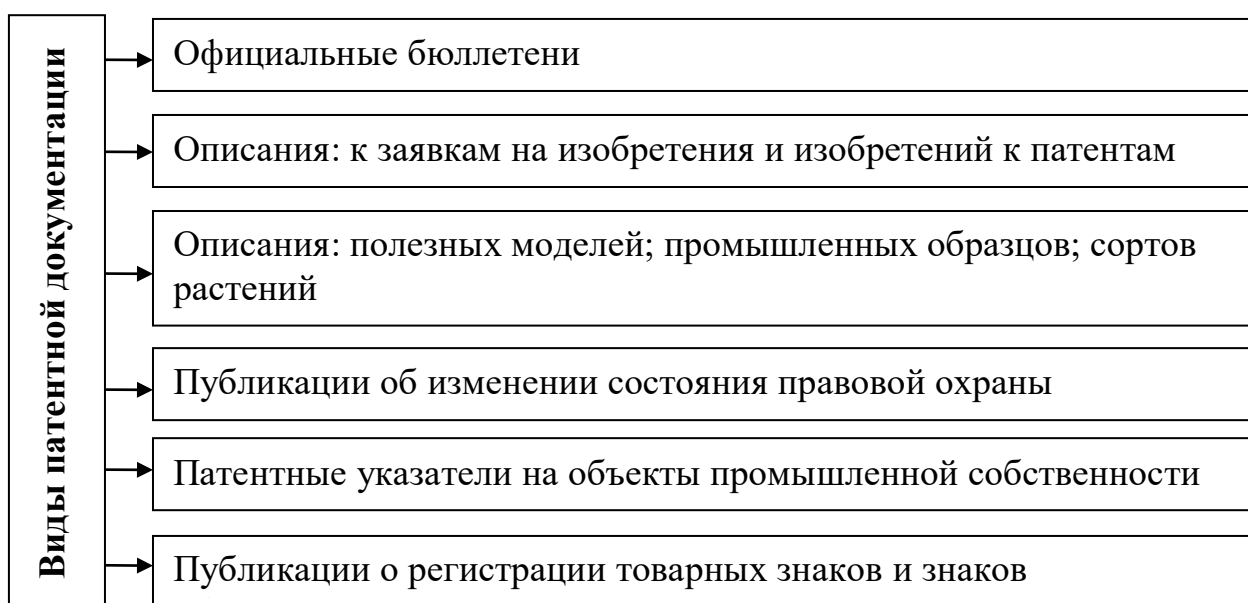 Виды патентной документации
Официальные бюллетени
Описания: к заявкам на изобретения и изобретений к патентам
Описания: полезных моделей; промышленных образцов; сортов
растений
Публикации об изменении состояния правовой охраны
Патентные указатели на объекты промышленной собственности
Публикации о регистрации товарных знаков и знаков